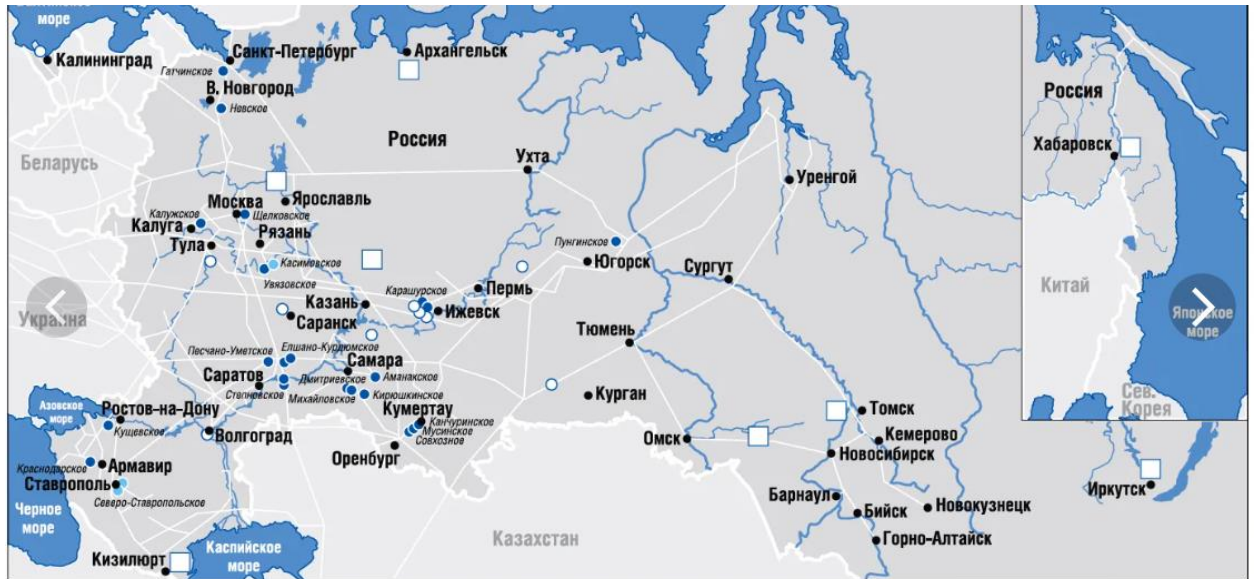 море
Калининград
Санкт-Петербург
Архангельск
Гатчинское
В. Новгород
Невское
Россия
Беларусь
Ухта
Уренгой
Ярославль
Москва
Калужское
Щелковское
Калуга
Рязань
Тула
Касимовское
Увязовское
Пунгинское
Югорск
Сургут
Украина
Пермь
Карашурское
Казань
Ижевск
Саранск
Тюмень
Песчано-Уметское
Елшано-Курдюмское
Самара
Саратов
Дмитриевское
Аманакское
Степновское
Михайловское
Кирюшкинское
Курган
Азовское
море
Ростов-на-Дону
Кущевское
Волгоград
Кумертау
Канчуринское
Мусинское
Совхозное
Оренбург
Томск
Кемерово
Омск
Новосибирск
Краснодарское
Армавир
Ставрополь
Северо-Ставропольское
Черное
море
Барнаул
Бийск
Новокузнецк
Горно-Алтайск
Казахстан
Каспийское
море
Кизилюрт
Иркутск
Россия
Хабаровск
Китай
Японское
море
Сев.
Корея